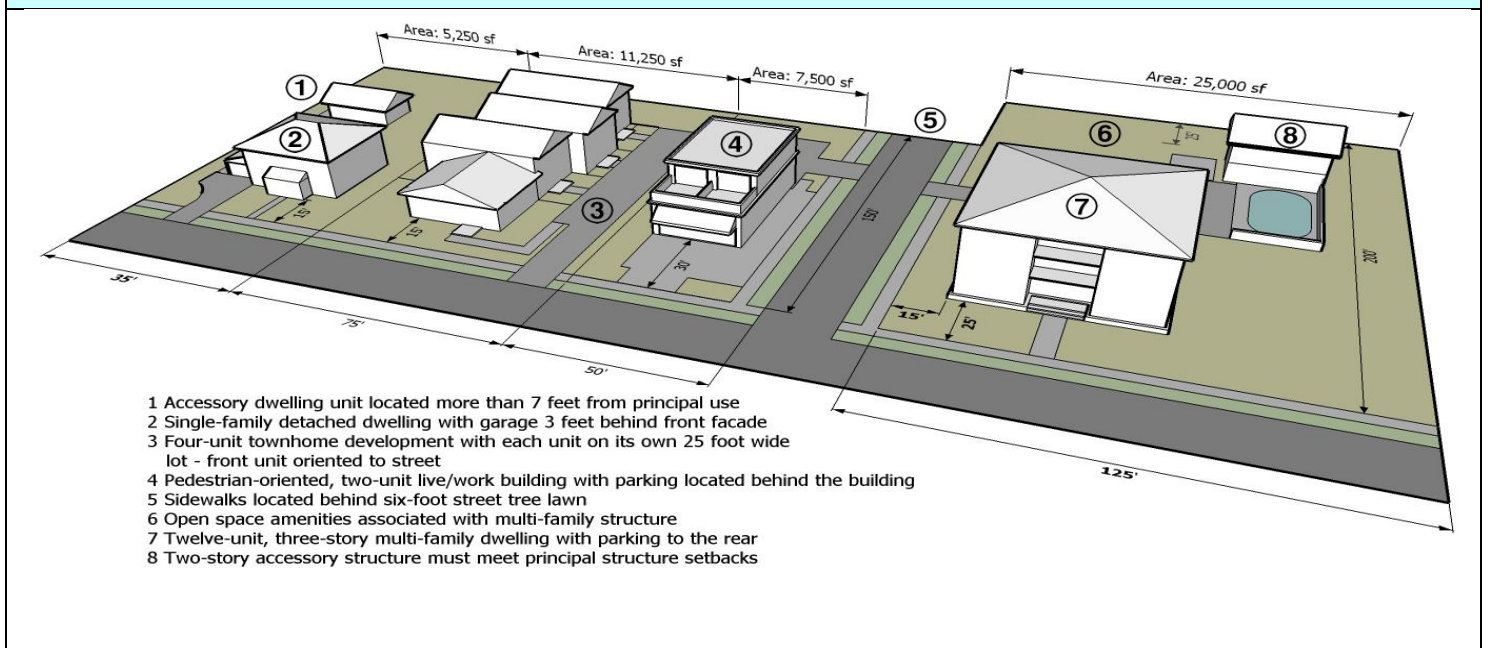 Area: 5,250 sf
Area: 11,250 sf
Area: 7,500 sf
Area: 25,000 sf
1
2
3
4
5
6
7
8
15'
15'
30'
150'
15'
25'
200'
35'
75'
50'
125'
1 Accessory dwelling unit located more than 7 feet from principal use
2 Single-family detached dwelling with garage 3 feet behind front facade
3 Four-unit townhome development with each unit on its own 25 foot wide
lot - front unit oriented to street
4 Pedestrian-oriented, two-unit live/work building with parking located behind the building
5 Sidewalks located behind six-foot street tree lawn
6 Open space amenities associated with multi-family structure
7 Twelve-unit, three-story multi-family dwelling with parking to the rear
8 Two-story accessory structure must meet principal structure setbacks